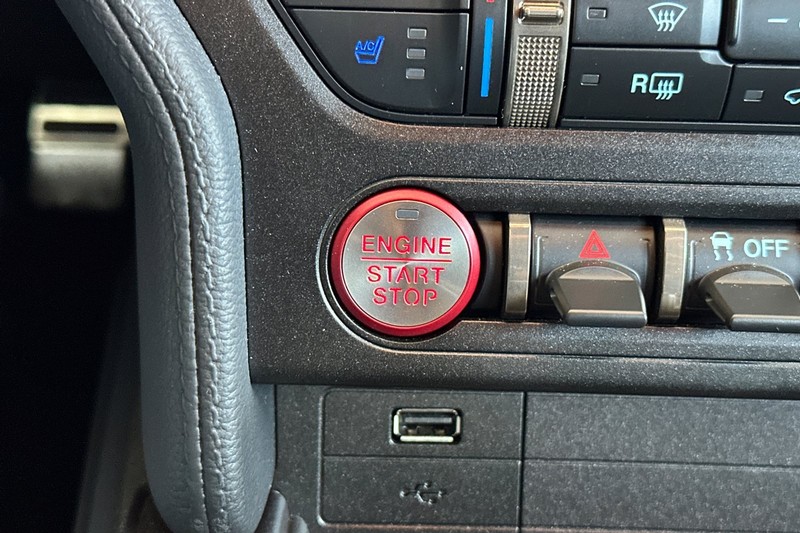 A/C
R
ENGINE
START
STOP
OFF